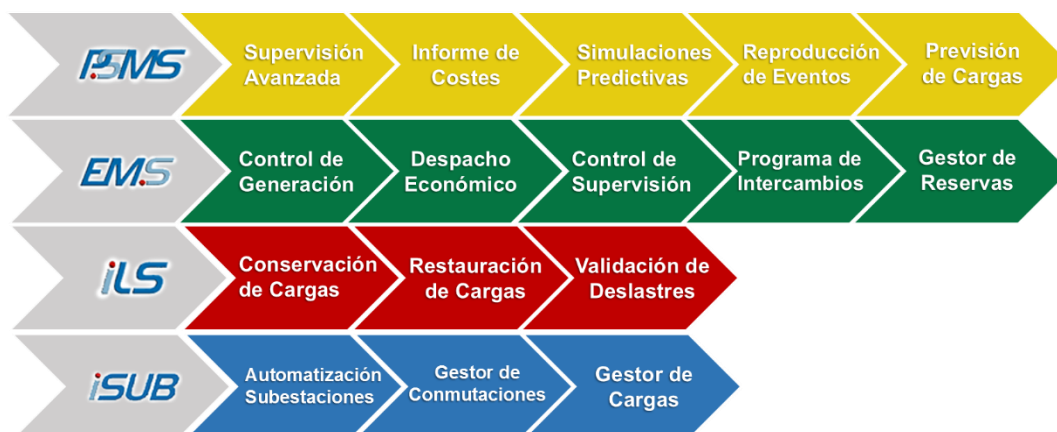 PSMS
Supervisión
Avanzada
Informe de
Costes
Simulaciones
Predictivas
Reproducción
de Eventos
Previsión
de Cargas
EMS
Control de
Generación
Despacho
Económico
Control de
Supervisión
Programa de
Intercambios
Gestor de
Reservas
iLS
Conservación
de Cargas
Restauración
de Cargas
Validación de
Deslastres
iSUB
Automatización
Subestaciones
Gestor de
Conmutaciones
Gestor de
Cargas